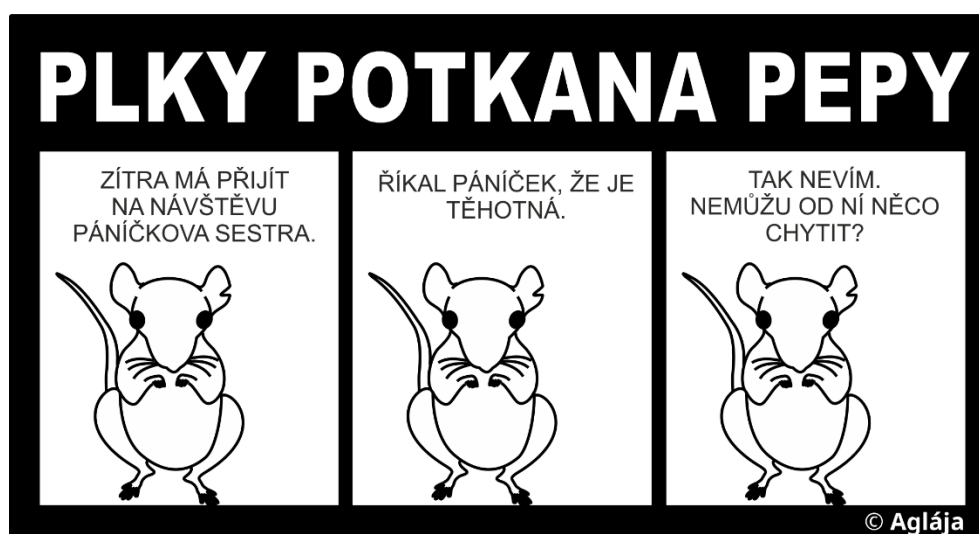 PLKY POTKANA PEPY
ZÍTRA MÁ PŘIJÍT
NA NÁVŠTĚVU
PÁNÍČKOVA SESTRA.
ŘÍKAL PÁNÍČEK, ŽE JE
TĚHOTNÁ.
TAK NEVÍM.
NEMŮŽU OD NÍ NĚCO
CHYTIT?
© Aglája